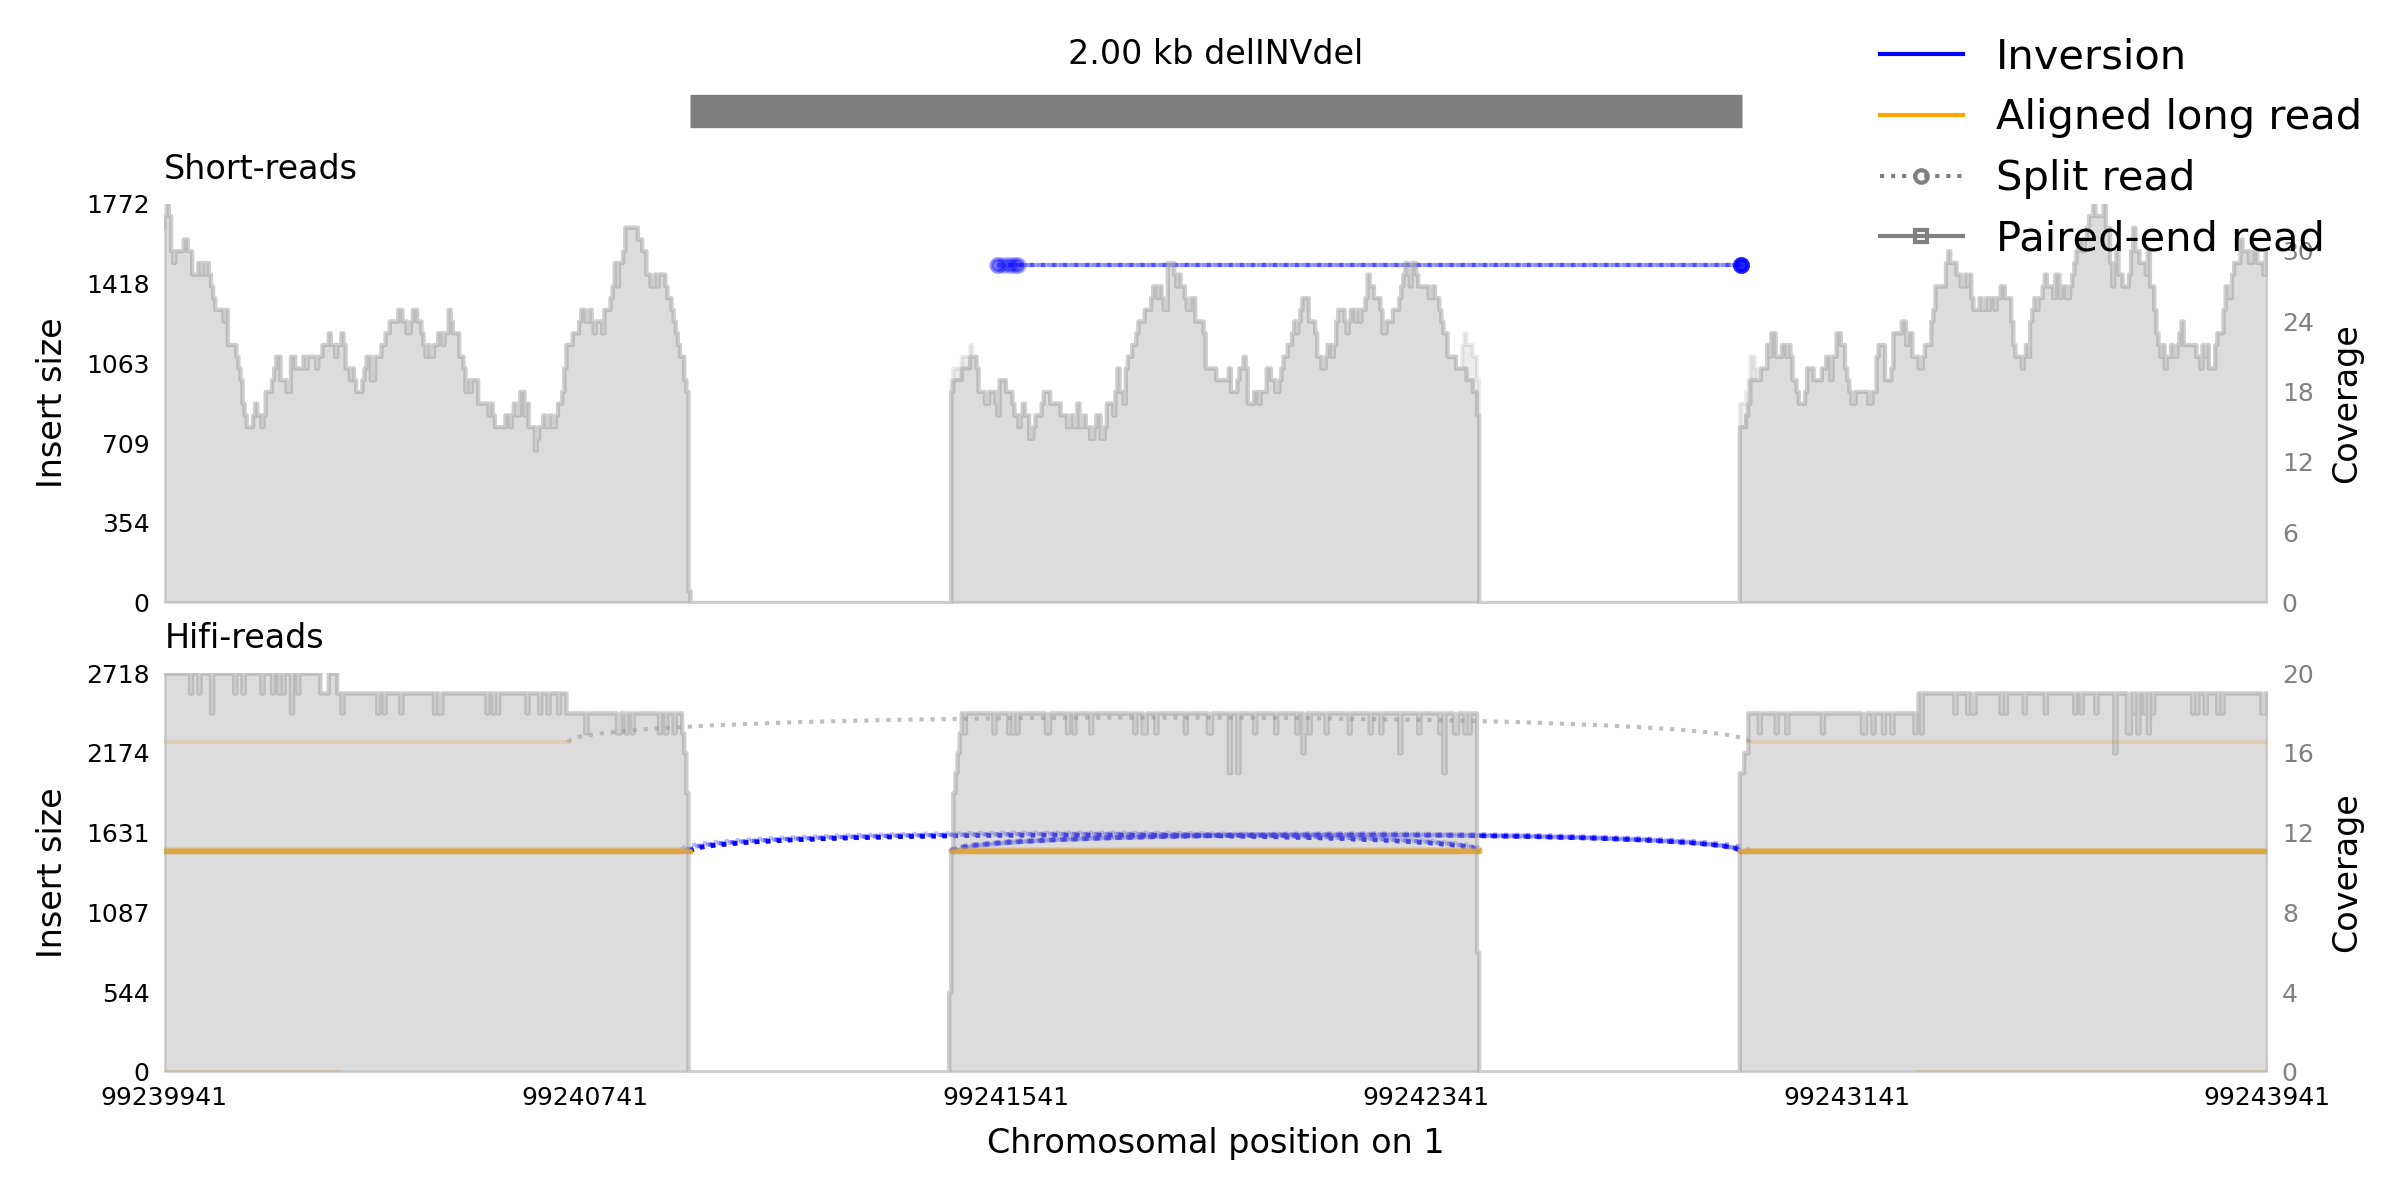 2.00 kb delINVdel
Inversion
Aligned long read
Split read
Paired-end read
Short-reads
1772
1418
1063
709
354
0
Insert size
30
24
18
12
6
0
Coverage
Hifi-reads
2718
2174
1631
1087
544
0
Insert size
20
16
12
8
4
0
Coverage
99239941 99240741 99241541 99242341 99243141 99243941
Chromosomal position on 1